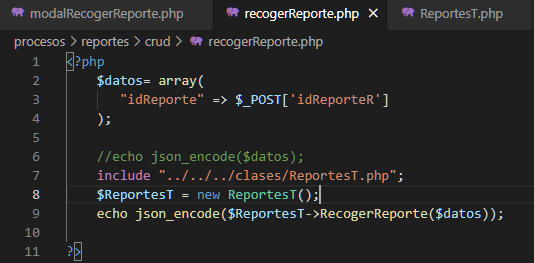 modalRecogerReporte.php recogerReporte.php × ReportesT.php
procesos > reportes > crud > recogerReporte.php
1 <?php
2 $datos= array(
3 "idReporte" => $_POST['idReporteR']
4 );
5
6 //echo json_encode($datos);
7 include "../../../clases/ReportesT.php";
8 $ReportesT = new ReportesT();
9 echo json_encode($ReportesT->RecogerReporte($datos));
10
11 ?>